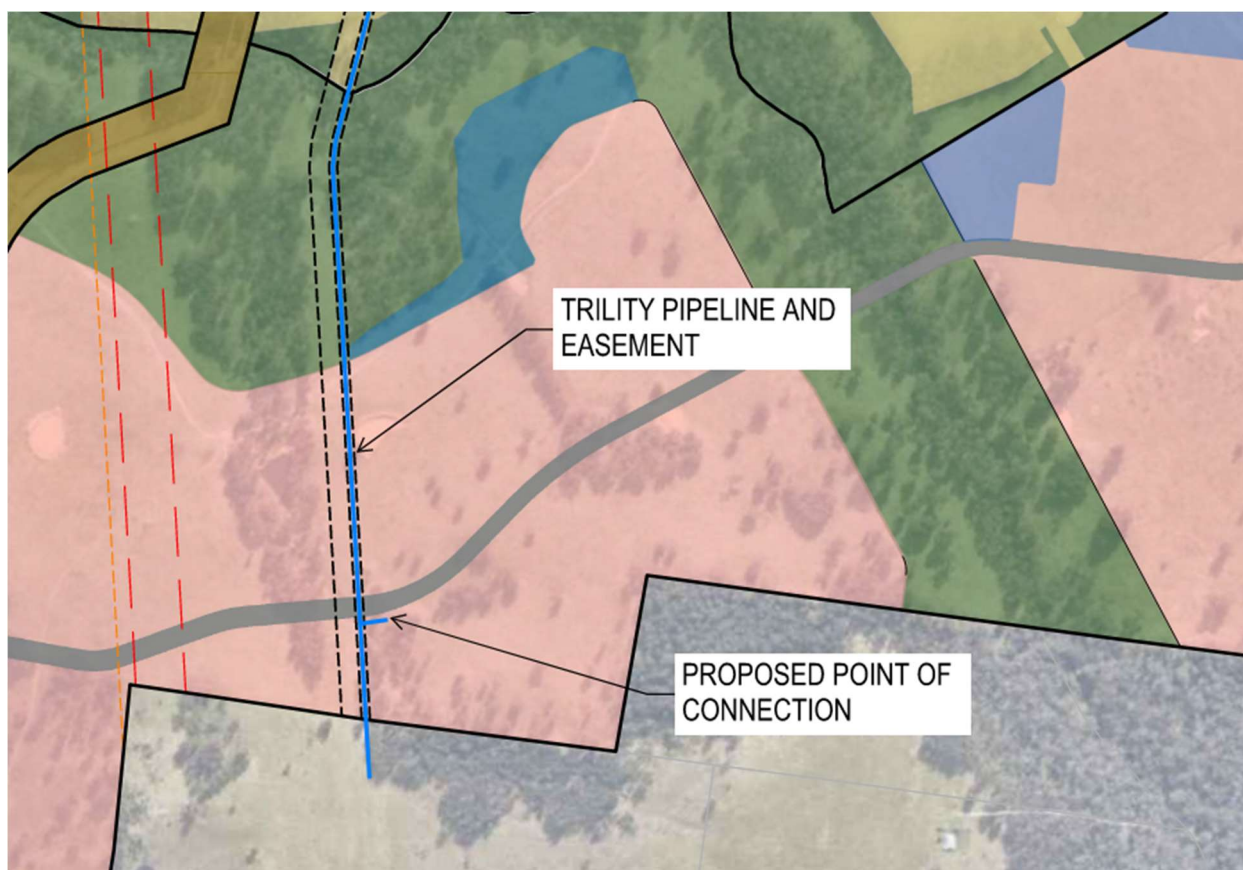 TRILITY PIPELINE AND
EASEMENT
PROPOSED POINT OF
CONNECTION